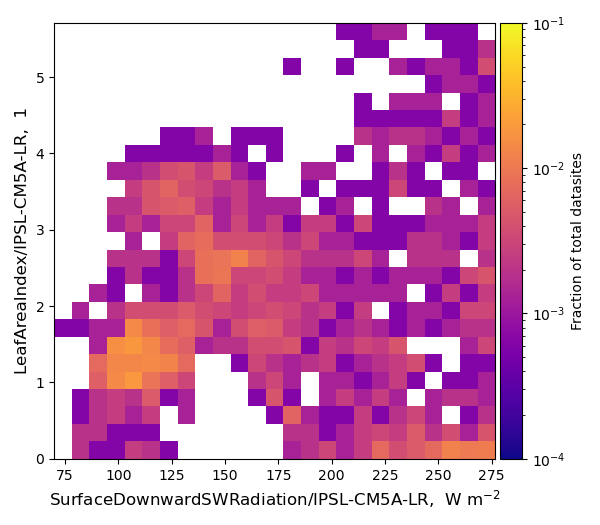 LeafAreaIndex/IPSL-CM5A-LR,  1
5
4
3
2
1
0
75 100 125 150 175 200 225 250 275
SurfaceDownwardSWRadiation/IPSL-CM5A-LR,  W m⁻²
10⁻¹
10⁻²
10⁻³
10⁻⁴
Fraction of total datasites